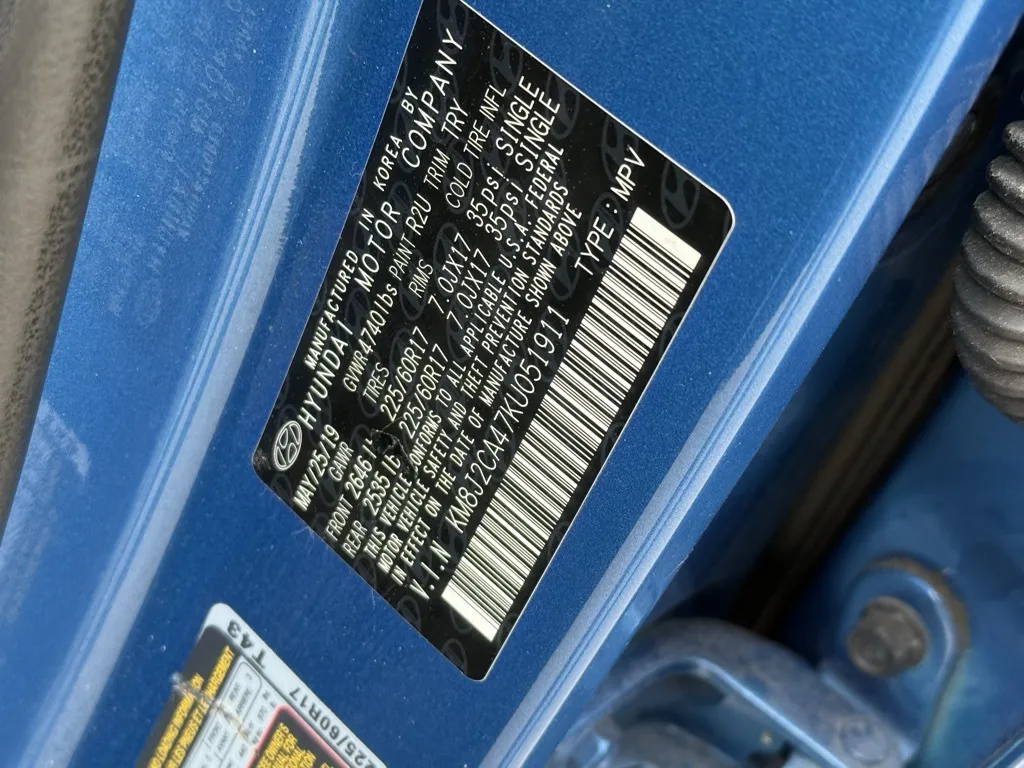 MANUFACTURED IN KOREA BY
HYUNDAI MOTOR COMPANY
MAY/25/19 GVWR 4740lbs PAINT R2U TRIM TRY
GAWR TIRES RIMS COLD TIRE INFL
FRONT 2646 225/60R17 7.0JX17 35psi SINGLE
REAR 2535 lb 225/60R17 7.0JX17 35psi SINGLE
THIS VEHICLE CONFORMS TO ALL APPLICABLE U.S.A. FEDERAL
MOTOR VEHICLE SAFETY AND THEFT PREVENTION STANDARDS
IN EFFECT ON THE DATE OF MANUFACTURE SHOWN ABOVE
V.I.N KM8J2CA47KU051911 TYPE: MPV
T43
225/60R17